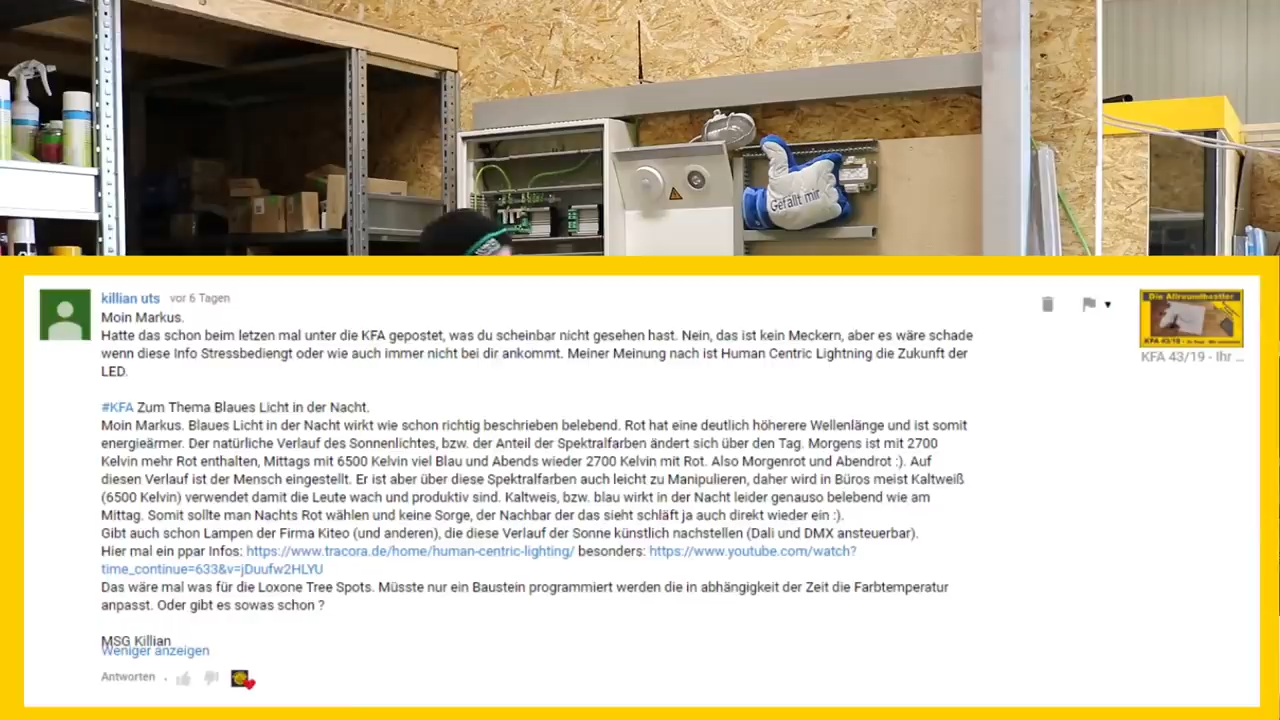 Gefällt mir
killian uts vor 6 Tagen
Moin Markus.
Hatte das schon beim letzen mal unter die KFA gepostet, was du scheinbar nicht gesehen hast. Nein, das ist kein Meckern, aber es wäre schade
wenn diese Info Stressbediengt oder wie auch immer nicht bei dir ankommt. Meiner Meinung nach ist Human Centric Lightning die Zukunft der
LED.
#KFA Zum Thema Blaues Licht in der Nacht.
Moin Markus. Blaues Licht in der Nacht wirkt wie schon richtig beschrieben belebend. Rot hat eine deutlich höherere Wellenlänge und ist somit
energieärmer. Der natürliche Verlauf des Sonnenlichtes, bzw. der Anteil der Spektralfarben ändert sich über den Tag. Morgens ist mit 2700
Kelvin mehr Rot enthalten, Mittags mit 6500 Kelvin viel Blau und Abends wieder 2700 Kelvin mit Rot. Also Morgenrot und Abendrot :). Auf
diesen Verlauf ist der Mensch eingestellt. Er ist aber über diese Spektralfarben auch leicht zu Manipulieren, daher wird in Büros meist Kaltweiß
(6500 Kelvin) verwendet damit die Leute wach und produktiv sind. Kaltweis, bzw. blau wirkt in der Nacht leider genauso belebend wie am
Mittag. Somit sollte man Nachts Rot wählen und keine Sorge, der Nachbar der das sieht schläft ja auch direkt wieder ein :).
Gibt auch schon Lampen der Firma Kiteo (und anderen), die diese Verlauf der Sonne künstlich nachstellen (Dali und DMX ansteuerbar).
Hier mal ein ppar Infos: https://www.tracora.de/home/human-centric-lighting/ besonders: https://www.youtube.com/watch?
time_continue=633&v=jDuufw2HLYU
Das wäre mal was für die Loxone Tree Spots. Müsste nur ein Baustein programmiert werden die in abhängigkeit der Zeit die Farbtemperatur
anpasst. Oder gibt es sowas schon ?
MSG Killian
Weniger anzeigen
Antworten
Die Allroundtastler
KFA 43/19 - Ihr ...